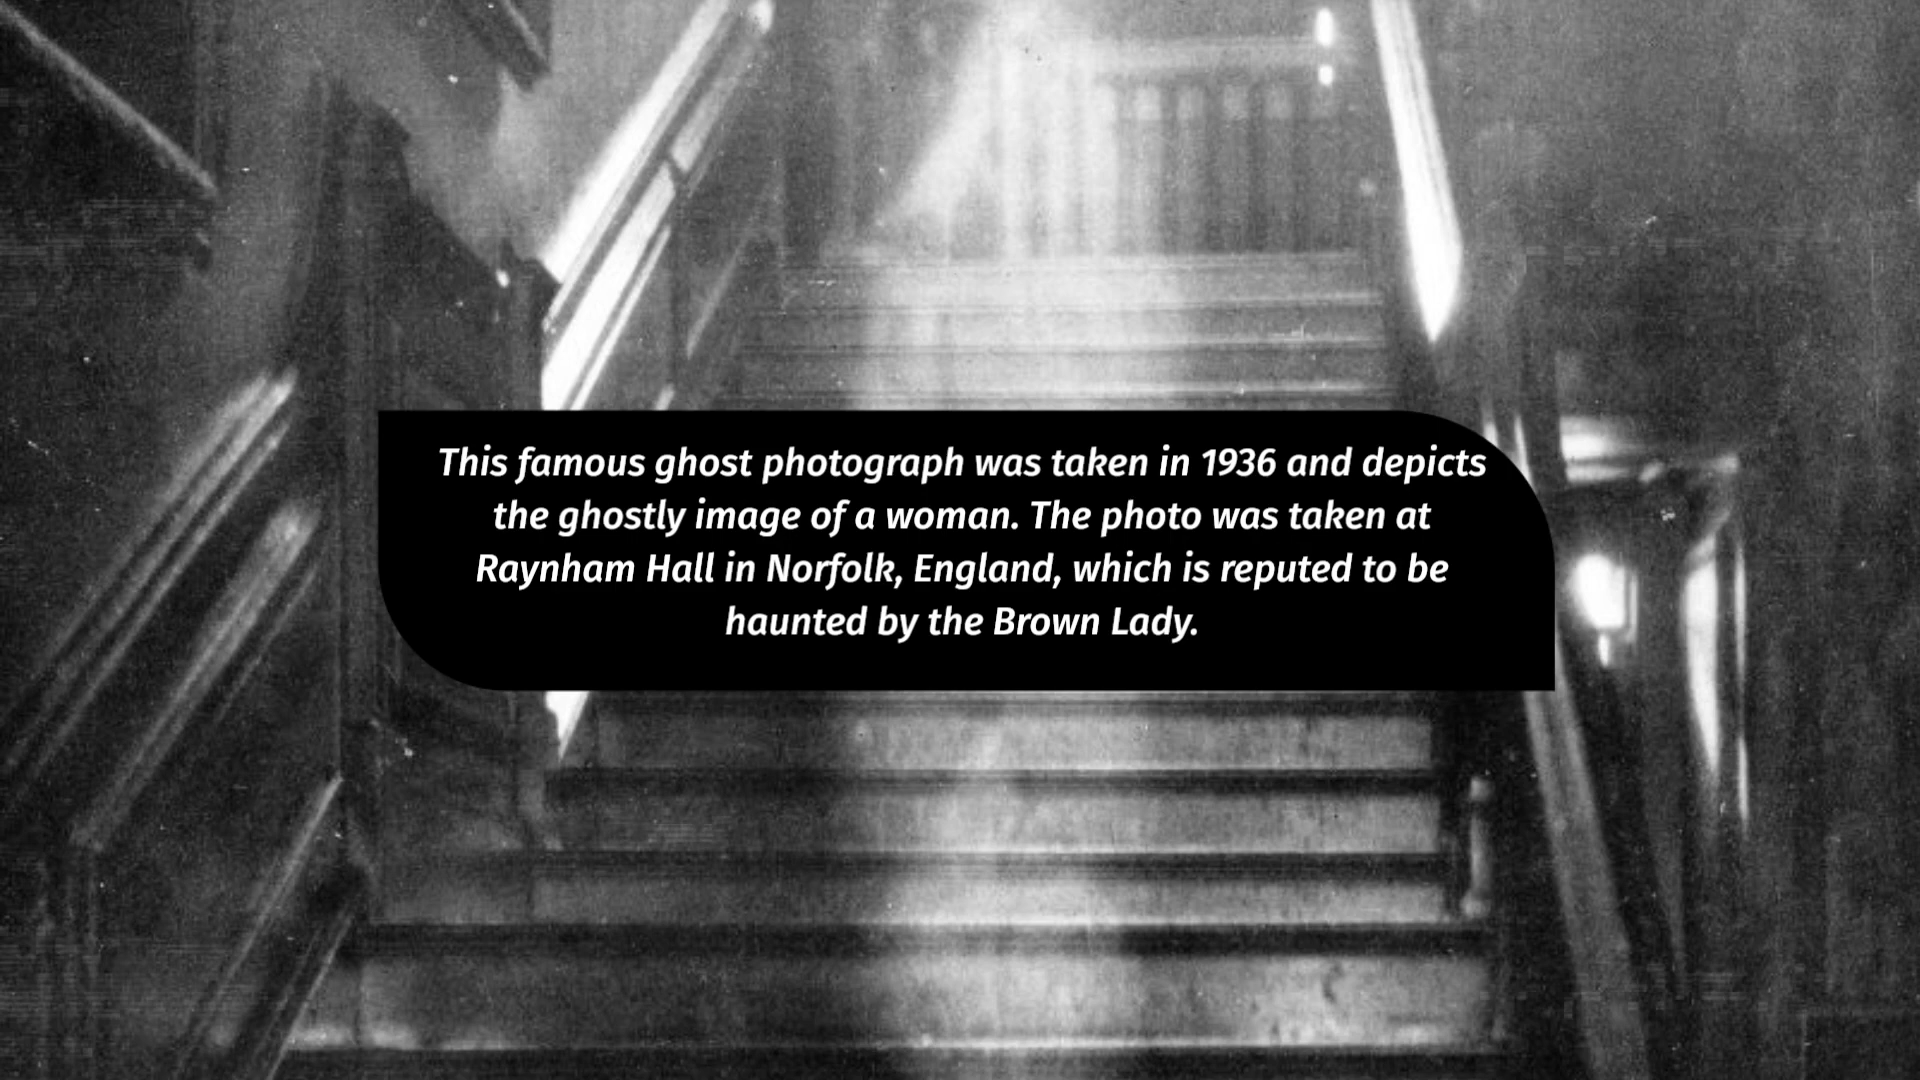 This famous ghost photograph was taken in 1936 and depicts
the ghostly image of a woman. The photo was taken at
Raynham Hall in Norfolk, England, which is reputed to be
haunted by the Brown Lady.